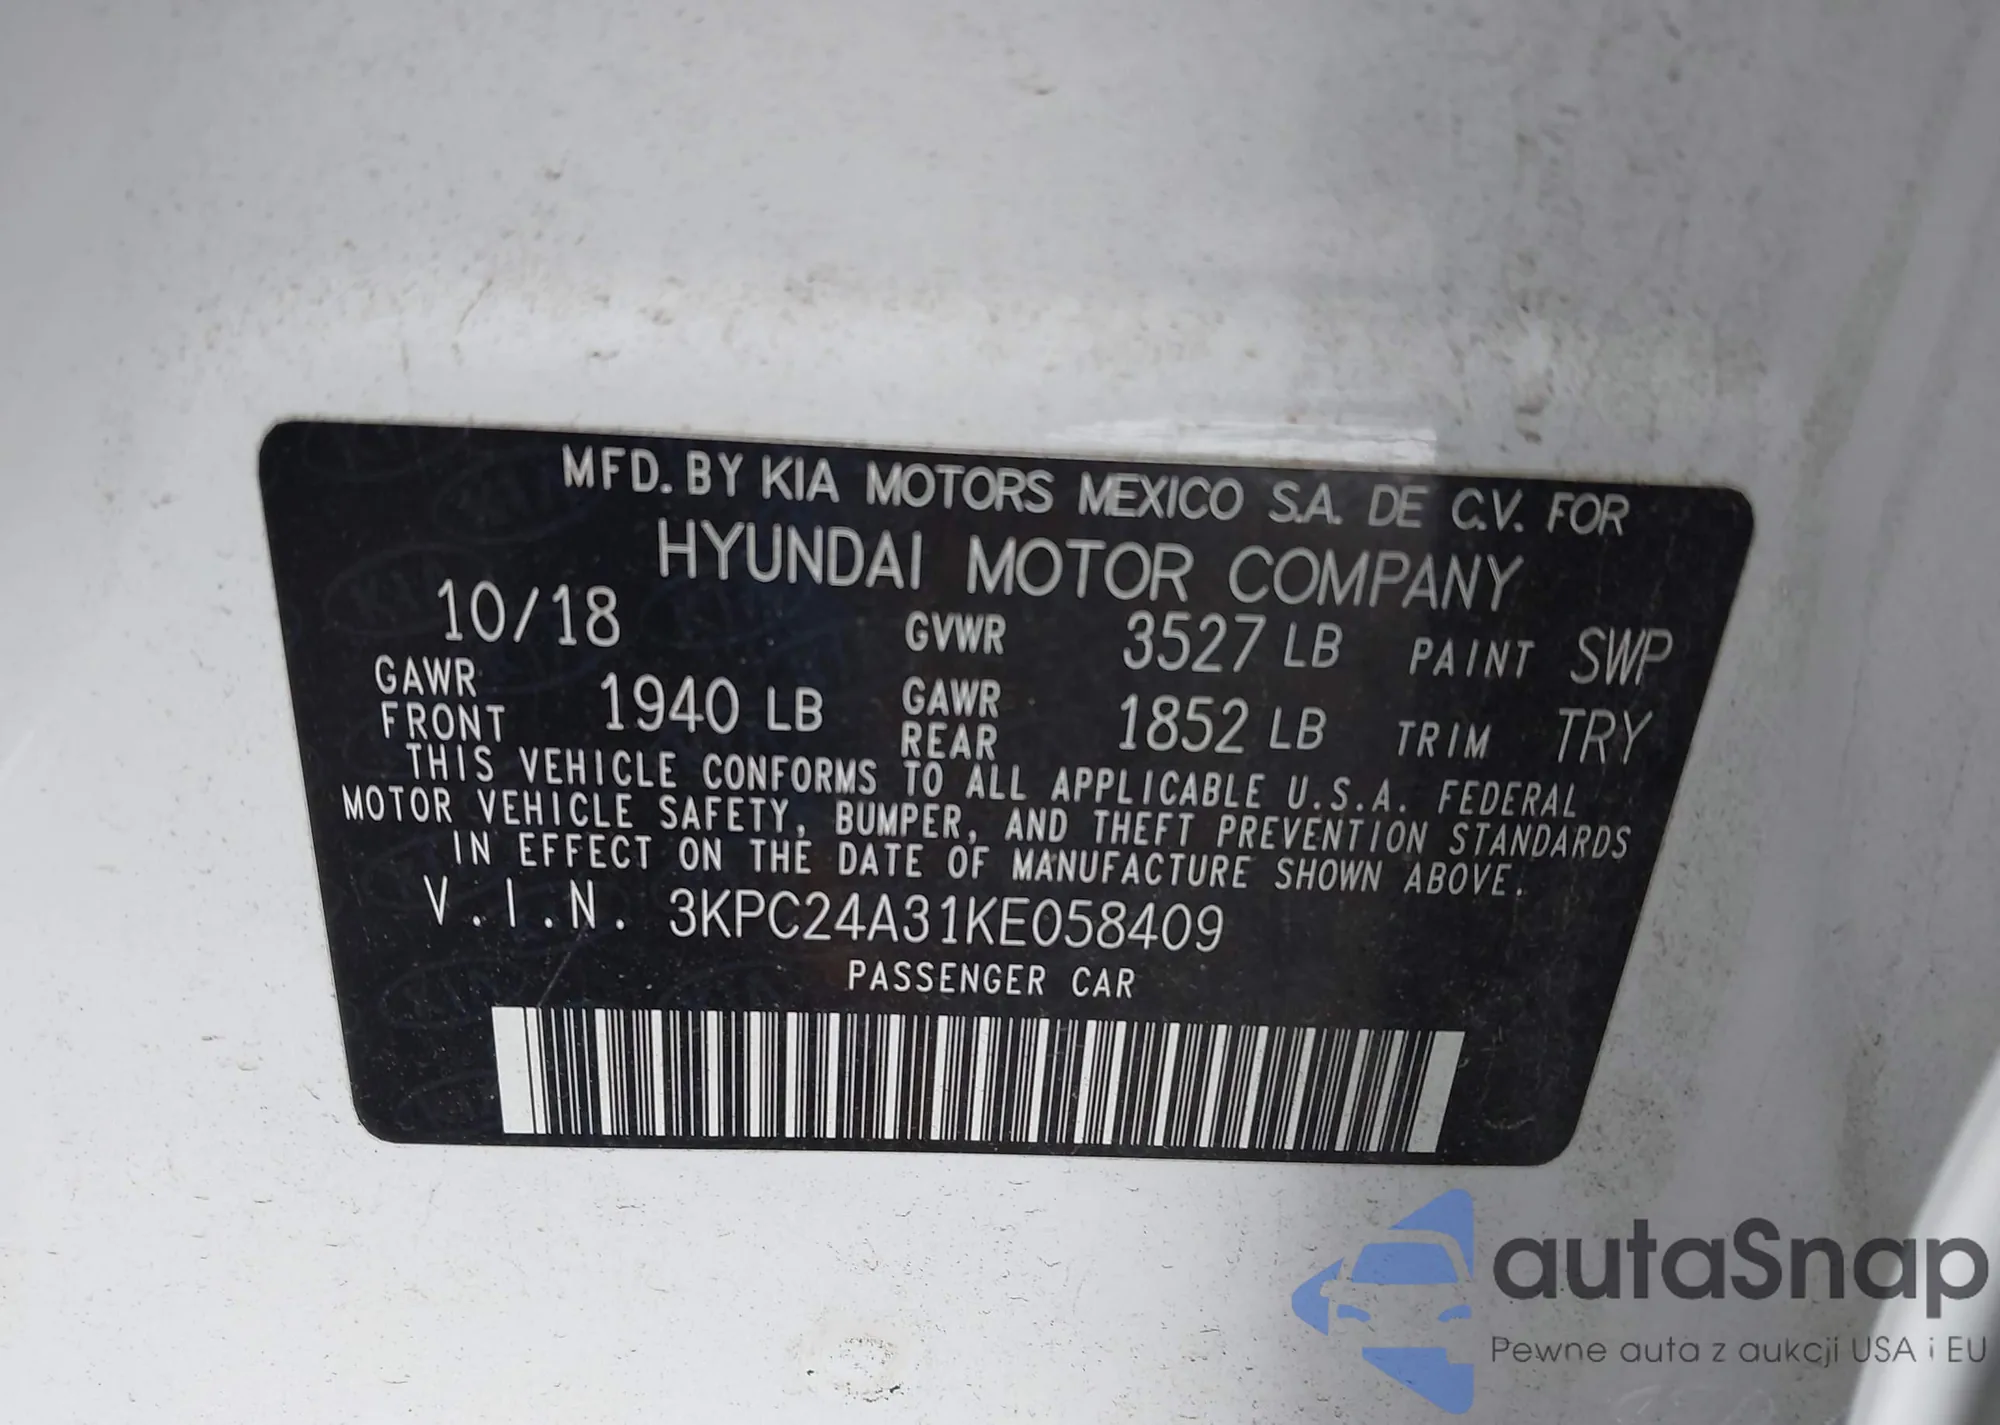 MFD. BY KIA MOTORS MEXICO S.A. DE C.V. FOR
HYUNDAI MOTOR COMPANY
10/18 GVWR 3527 LB PAINT SWP
GAWR FRONT 1940 LB GAWR REAR 1852 LB TRIM TRY
THIS VEHICLE CONFORMS TO ALL APPLICABLE U.S.A. FEDERAL
MOTOR VEHICLE SAFETY, BUMPER, AND THEFT PREVENTION STANDARDS
IN EFFECT ON THE DATE OF MANUFACTURE SHOWN ABOVE.
V.I.N. 3KPC24A31KE058409
PASSENGER CAR
autaSnap
Pewne auta z aukcji USA i EU